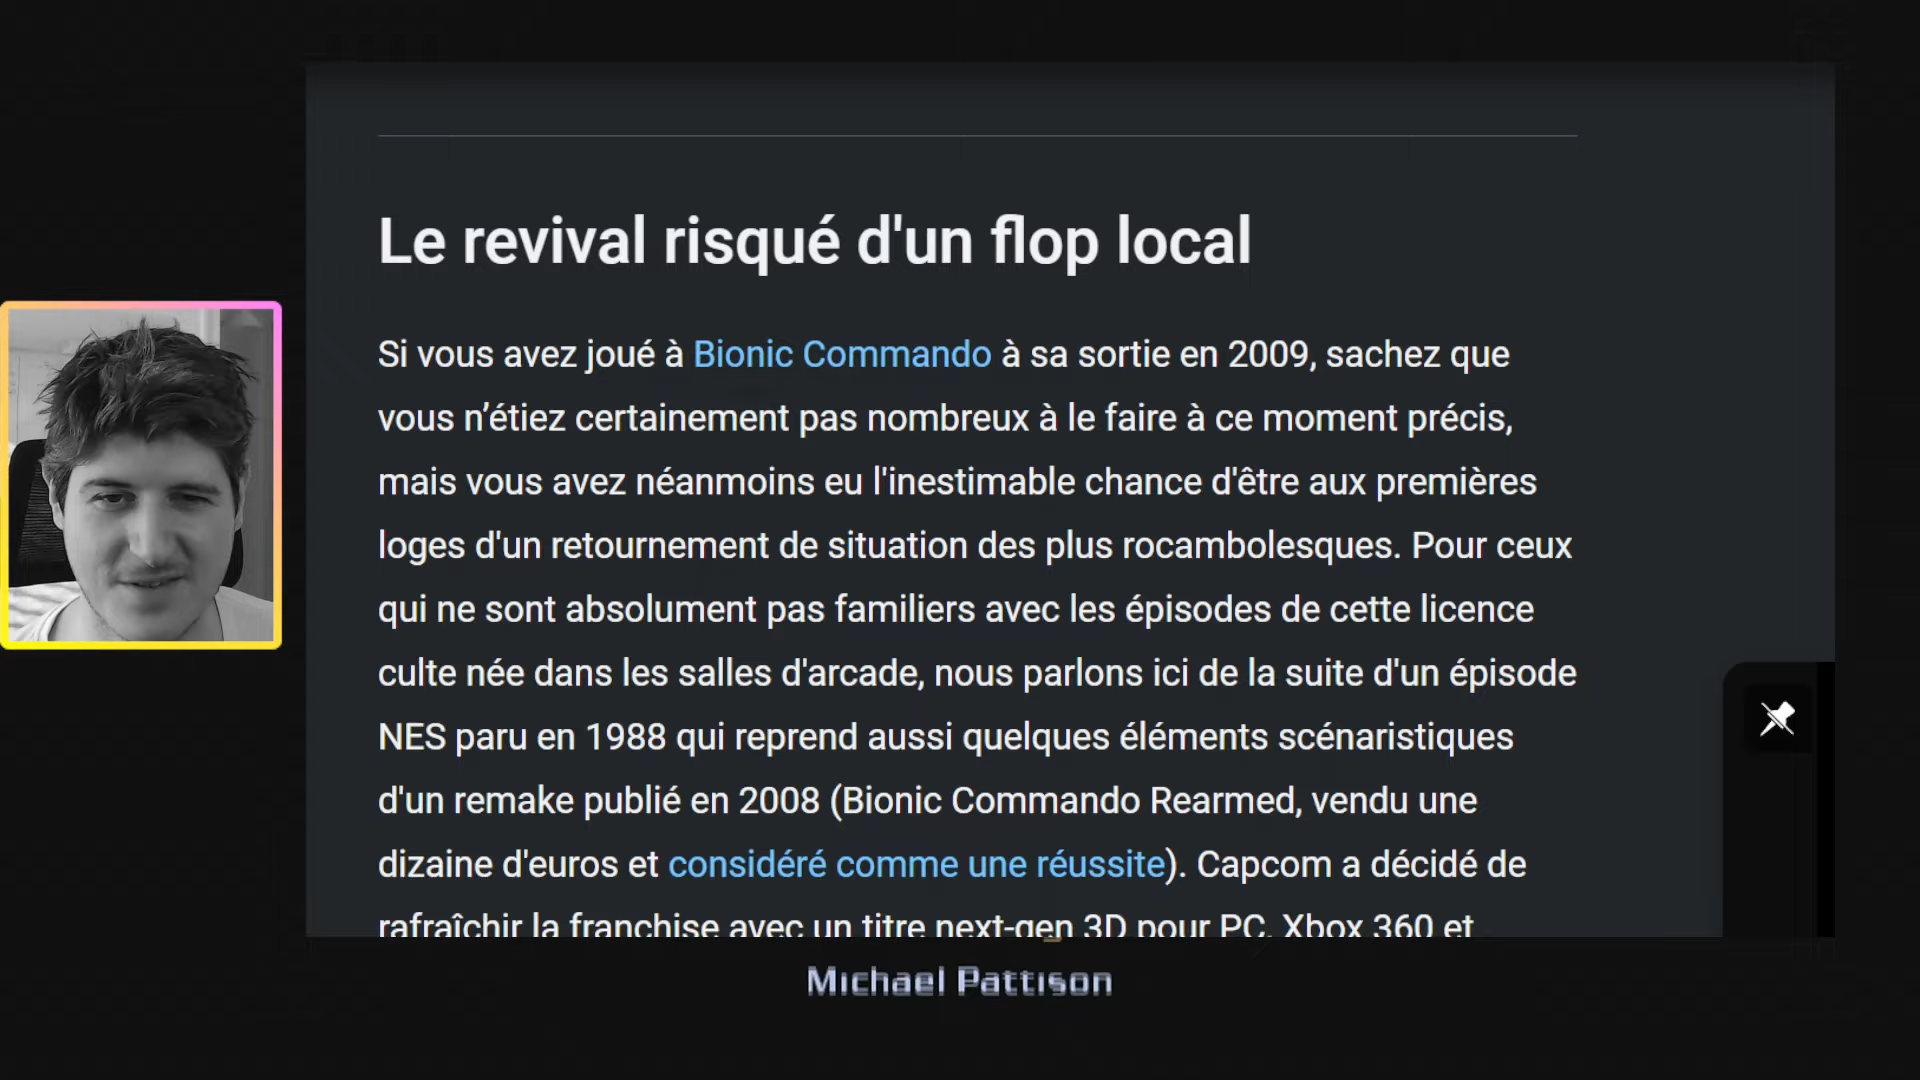 Le revival risqué d'un flop local
Si vous avez joué à Bionic Commando à sa sortie en 2009, sachez que
vous n’étiez certainement pas nombreux à le faire à ce moment précis,
mais vous avez néanmoins eu l'inestimable chance d'être aux premières
loges d'un retournement de situation des plus rocambolesques. Pour ceux
qui ne sont absolument pas familiers avec les épisodes de cette licence
culte née dans les salles d'arcade, nous parlons ici de la suite d'un épisode
NES paru en 1988 qui reprend aussi quelques éléments scénaristiques
d'un remake publié en 2008 (Bionic Commando Rearmed, vendu une
dizaine d'euros et considéré comme une réussite). Capcom a décidé de
rafraîchir la franchise avec un titre next-gen 3D pour PC, Xbox 360 et
Michael Pattison